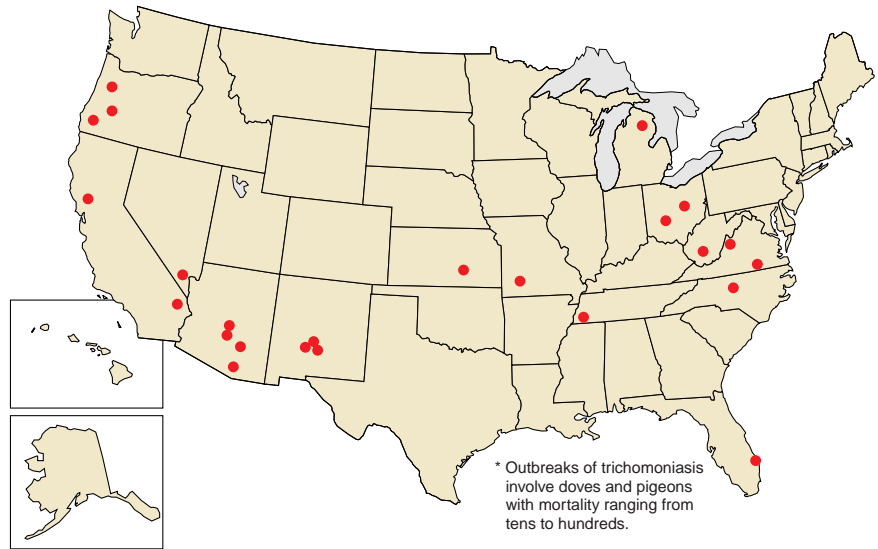 * Outbreaks of trichomoniasis
involve doves and pigeons
with mortality ranging from
tens to hundreds.